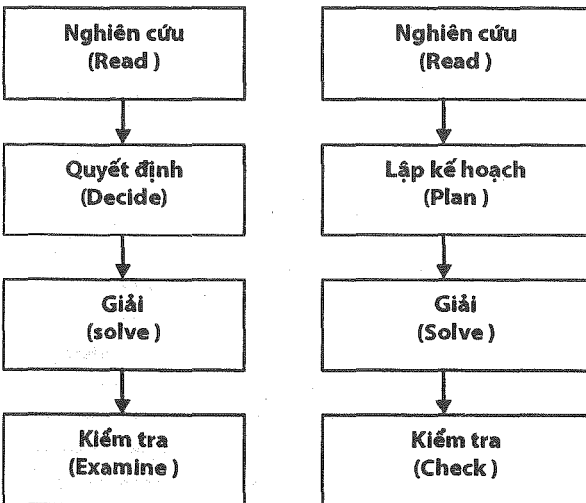 Nghiên cứu
(Read )
Quyết định
(Decide)
Giải
(solve )
Kiểm tra
(Examine )
Nghiên cứu
(Read )
Lập kế hoạch
(Plan )
Giải
(Solve )
Kiểm tra
(Check )